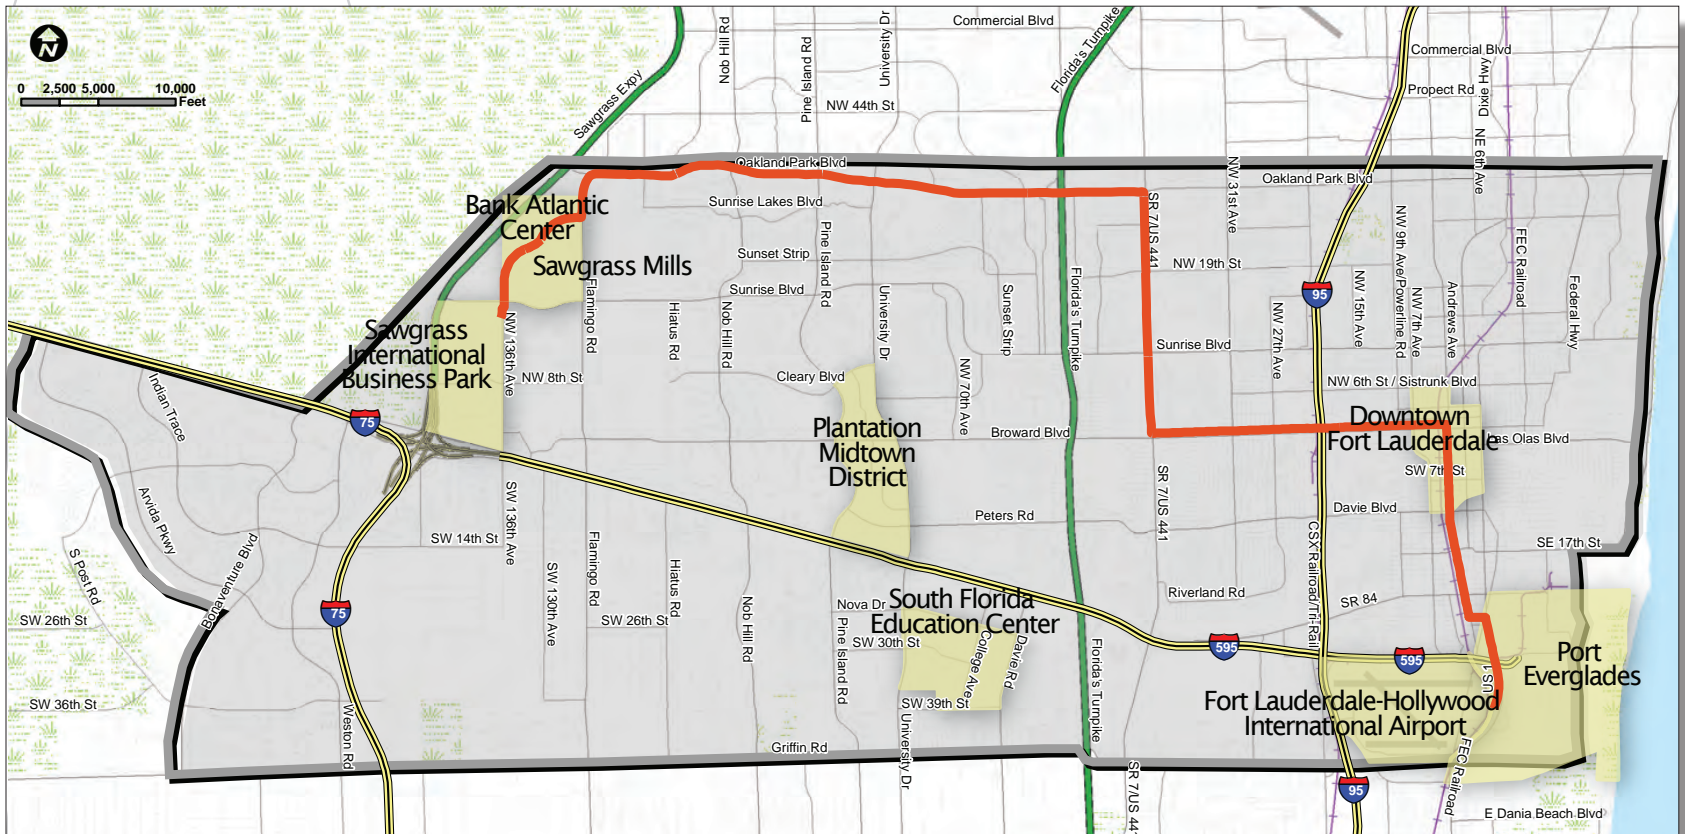 N
0 2,500 5,000 10,000
Feet
Sawgrass Expy
Nob Hill Rd
Pine Island Rd
University Dr
Commercial Blvd
Florida's Turnpike
NW 44th St
Commercial Blvd
Propect Rd
Dixie Hwy
NE 6th Ave
Oakland Park Blvd
Oakland Park Blvd
NW 31st Ave
SR 7/US 441
Bank Atlantic
Center
Sawgrass Mills
Sunrise Lakes Blvd
Sunset Strip
Pine Island Rd
Sunrise Blvd
NW 19th St
NW 9th Ave/Powerline Rd
FEC Railroad
Flamingo Rd
Hiatus Rd
Nob Hill Rd
University Dr
Sunset Strip
Florida's Turnpike
95
NW 15th Ave
NW 7th Ave
Andrews Ave
Federal Hwy
NW 27th Ave
Sawgrass
International
Business Park
NW 136th Ave
NW 8th St
Cleary Blvd
NW 70th Ave
Sunrise Blvd
NW 6th St / Sistrunk Blvd
Indian Trace
75
Plantation
Midtown
District
Broward Blvd
Downtown
Fort Lauderdale
Las Olas Blvd
SW 7th St
Arvida Pkwy
SW 136th Ave
Peters Rd
SR 7/US 441
Davie Blvd
SW 14th St
SE 17th St
S Post Rd
Bonaventure Blvd
SW 130th Ave
Flamingo Rd
Hiatus Rd
Nob Hill Rd
CSX Railroad/Tri-Rail
Riverland Rd
SR 84
SW 26th St
75
SW 26th St
Nova Dr
South Florida
Education Center
SW 30th St
Pine Island Rd
College Ave
Davie Rd
Florida's Turnpike
595
595
Port
Everglades
US 1
SW 36th St
SW 39th St
Fort Lauderdale-Hollywood
International Airport
Weston Rd
Griffin Rd
University Dr
SR 7/US 441
FEC Railroad
95
E Dania Beach Blvd